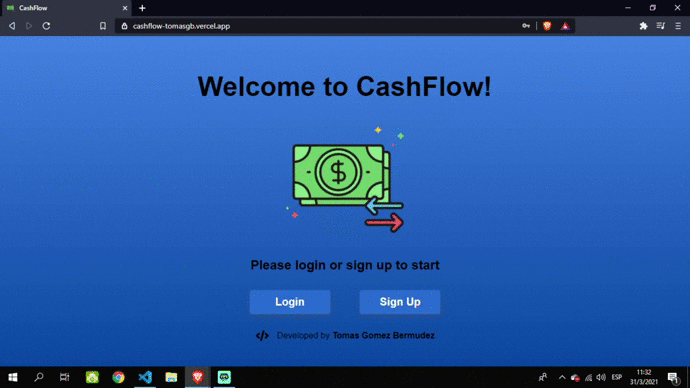 CashFlow
cashflow-tomasgb.vercel.app
Welcome to CashFlow!
$
Please login or sign up to start
Login
Sign Up
</> Developed by Tomas Gomez Bermudez
ESP
11:32
31/3/2021